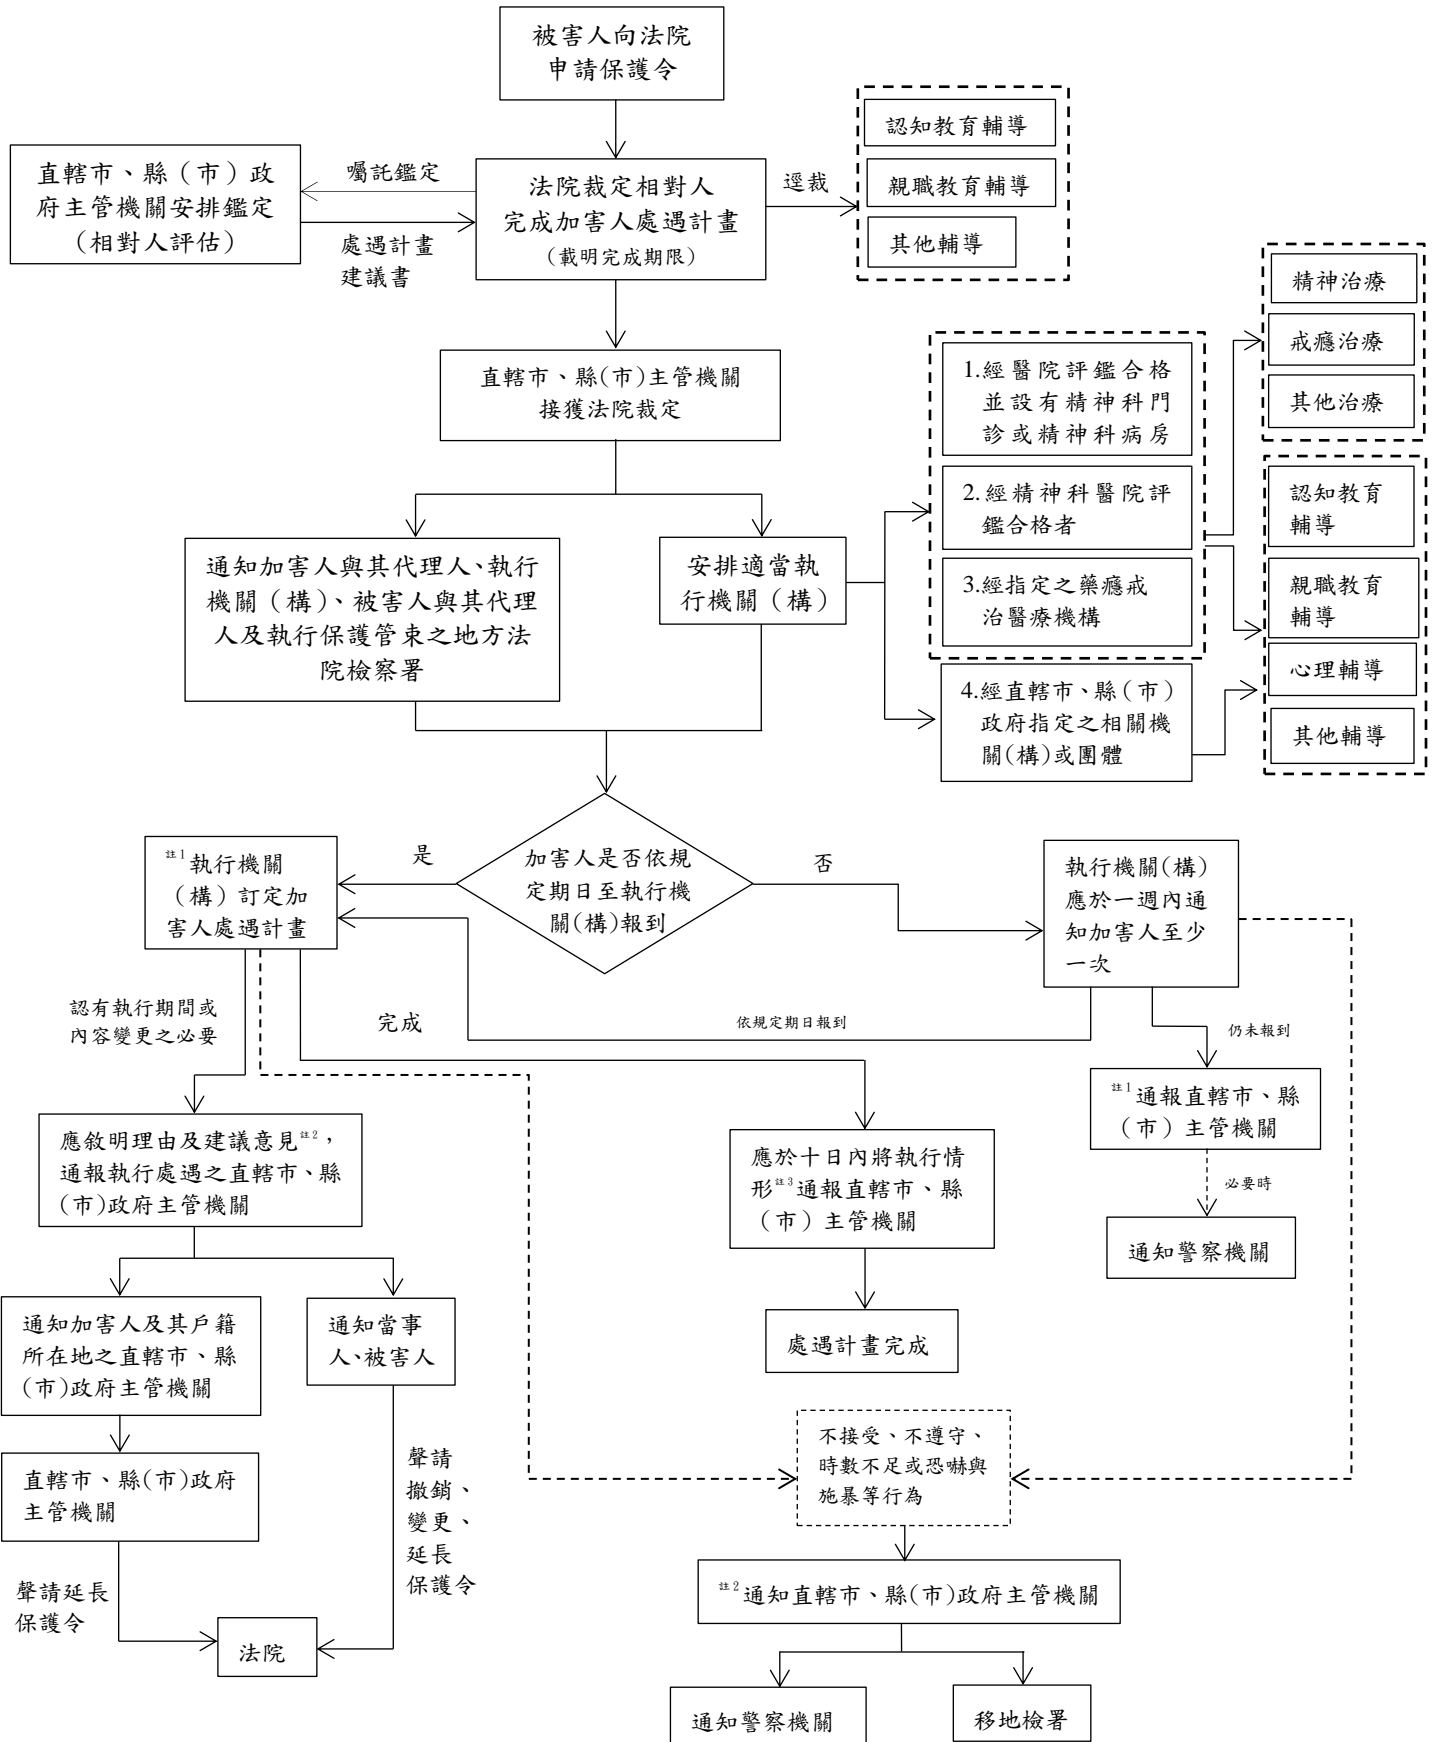 被害人向法院
申請保護令
認知教育輔導
親職教育輔導
其他輔導
直轄市、縣（市）政
府主管機關安排鑑定
（相對人評估）
囑託鑑定
處遇計畫
建議書
法院裁定相對人
完成加害人處遇計畫
（載明完成期限）
逕裁
精神治療
戒癮治療
其他治療
直轄市、縣(市)主管機關
接獲法院裁定
1.經醫院評鑑合格
並設有精神科門
診或精神科病房
2.經精神科醫院評
鑑合格者
3.經指定之藥癮戒
治醫療機構
4.經直轄市、縣（市）
政府指定之相關機
關(構)或團體
認知教育
輔導
親職教育
輔導
心理輔導
其他輔導
通知加害人與其代理人、執行
機關（構）、被害人與其代理
人及執行保護管束之地方法
院檢察署
安排適當執
行機關（構）
註1執行機關
（構）訂定加
害人處遇計畫
是
加害人是否依規
定期日至執行機
關(構)報到
否
執行機關(構)
應於一週內通
知加害人至少
一次
認有執行期間或
內容變更之必要
完成
依規定期日報到
仍未報到
註1通報直轄市、縣
（市）主管機關
必要時
通知警察機關
應敘明理由及建議意見註2，
通報執行處遇之直轄市、縣
(市)政府主管機關
應於十日內將執行情
形註3通報直轄市、縣
（市）主管機關
處遇計畫完成
通知加害人及其戶籍
所在地之直轄市、縣
(市)政府主管機關
通知當事
人、被害人
直轄市、縣(市)政府
主管機關
聲請
撤銷、
變更、
延長
保護令
聲請延長
保護令
法院
不接受、不遵守、
時數不足或恐嚇與
施暴等行為
註2通知直轄市、縣(市)政府主管機關
通知警察機關
移地檢署